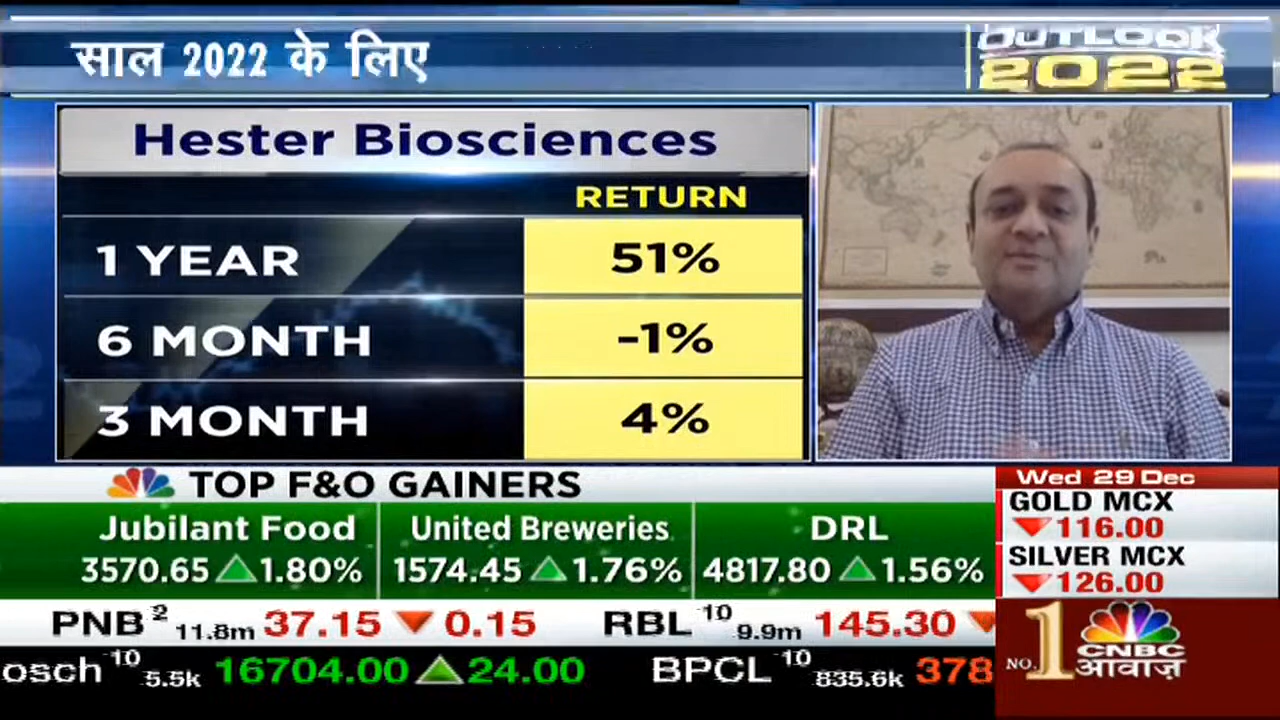 साल 2022 के लिए
OUTLOOK
2022
Hester Biosciences
RETURN
1 YEAR 51%
6 MONTH -1%
3 MONTH 4%
TOP F&O GAINERS
Jubilant Food United Breweries DRL
3570.65 1.80% 1574.45 1.76% 4817.80 1.56%
Wed 29 Dec
GOLD MCX
116.00
SILVER MCX
126.00
PNB 2 11.8m 37.15 0.15 RBL 10 9.9m 145.30
osch 10 5.5k 16704.00 24.00 BPCL 10 835.6k 378
NO.1 CNBC
आवाज़